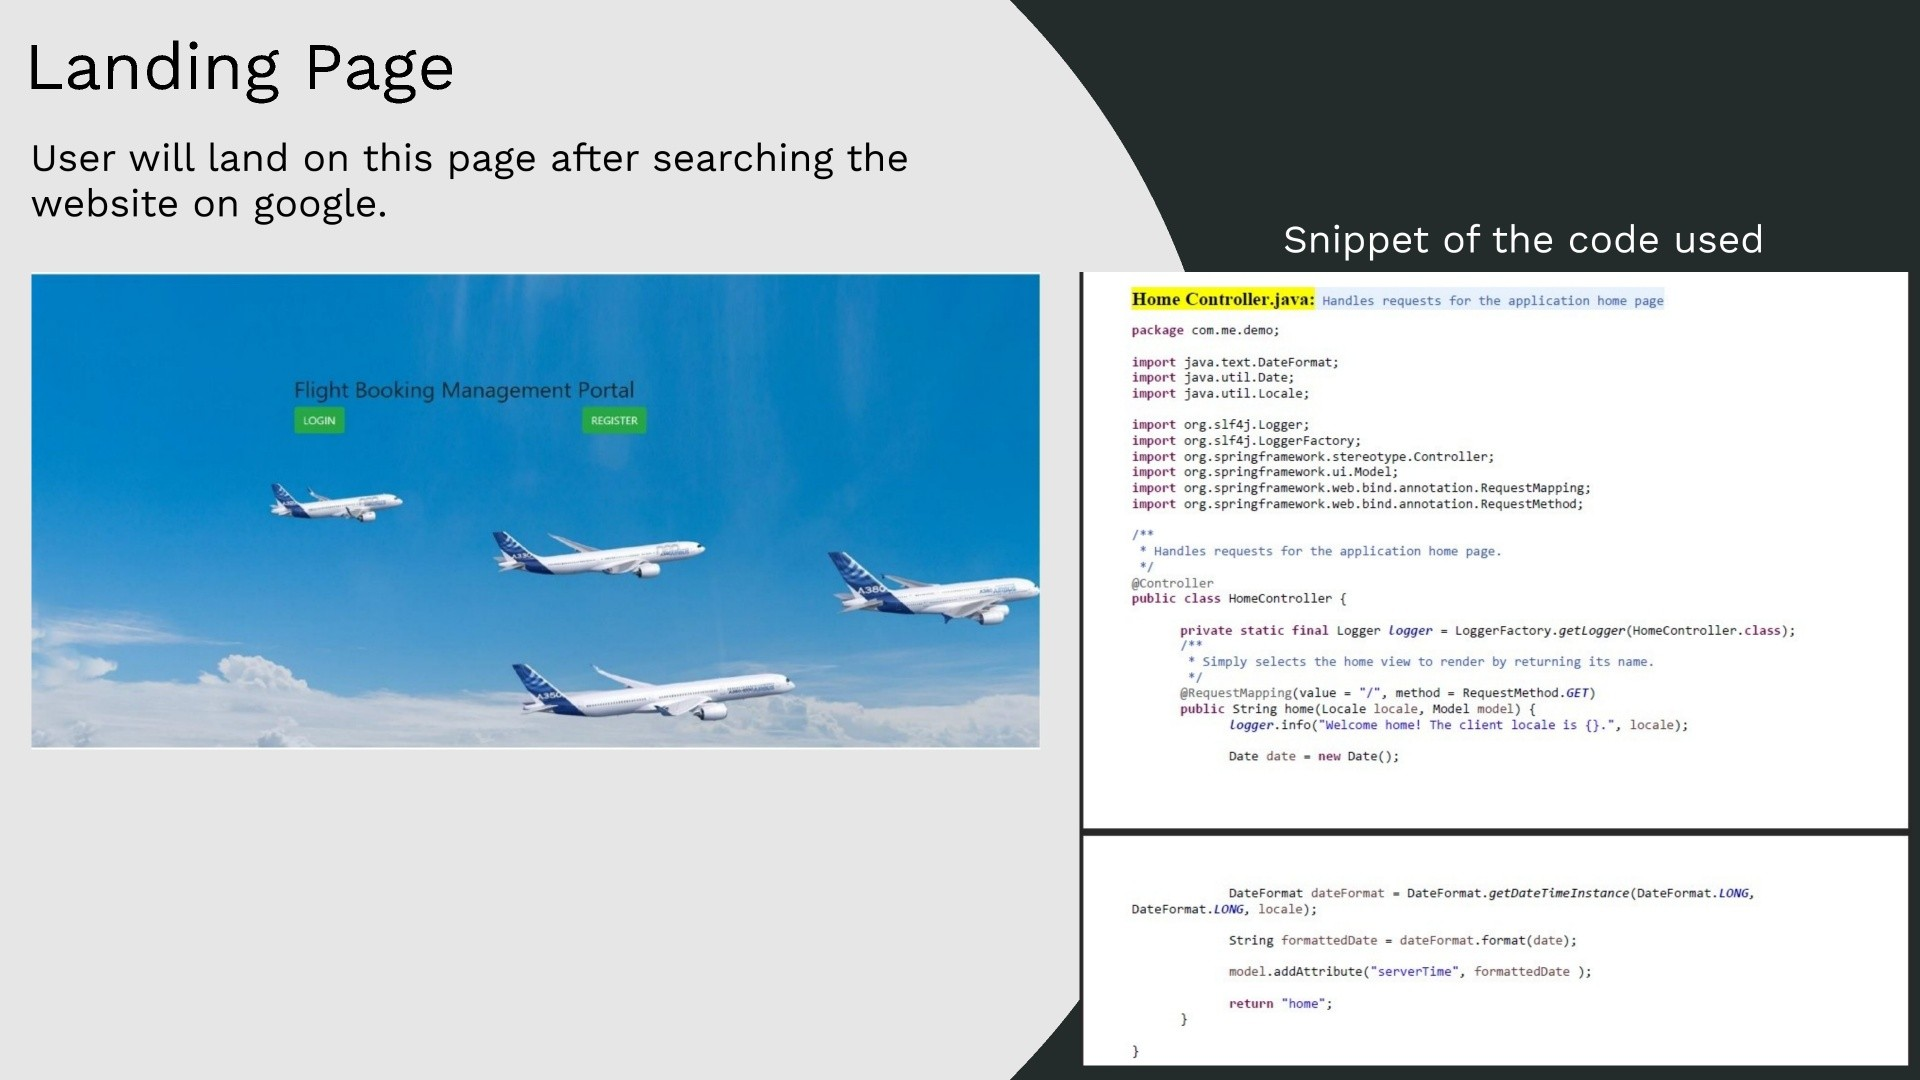 Landing Page
User will land on this page after searching the
website on google.
Flight Booking Management Portal
LOGIN
REGISTER
A330
A380
A350
Snippet of the code used
Home Controller.java: Handles requests for the application home page
package com.me.demo;
import java.text.DateFormat;
import java.util.Date;
import java.util.Locale;
import org.slf4j.Logger;
import org.slf4j.LoggerFactory;
import org.springframework.stereotype.Controller;
import org.springframework.ui.Model;
import org.springframework.web.bind.annotation.RequestMapping;
import org.springframework.web.bind.annotation.RequestMethod;
/**
* Handles requests for the application home page.
*/
@Controller
public class HomeController {
private static final Logger logger = LoggerFactory.getLogger(HomeController.class);
/**
* Simply selects the home view to render by returning its name.
*/
@RequestMapping(value = "/", method = RequestMethod.GET)
public String home(Locale locale, Model model) {
logger.info("Welcome home! The client locale is {}.", locale);
Date date = new Date();
DateFormat dateFormat = DateFormat.getDateTimeInstance(DateFormat.LONG,
DateFormat.LONG, locale);
String formattedDate = dateFormat.format(date);
model.addAttribute("serverTime", formattedDate );
return "home";
}
}